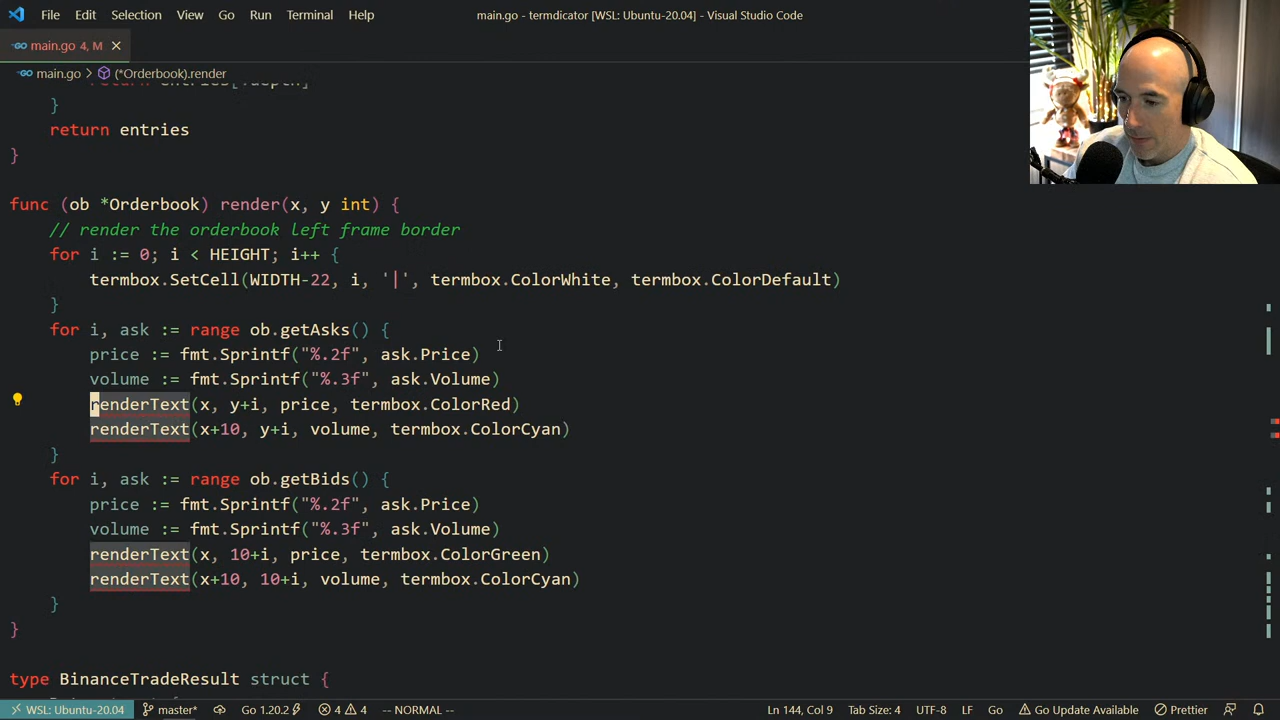 File Edit Selection View Go Run Terminal Help main.go - termdicator [WSL: Ubuntu-20.04] - Visual Studio Code
main.go 4, M
main.go > (*Orderbook).render
return entries[:depth]
}
return entries
}
func (ob *Orderbook) render(x, y int) {
// render the orderbook left frame border
for i := 0; i < HEIGHT; i++ {
termbox.SetCell(WIDTH-22, i, '|', termbox.ColorWhite, termbox.ColorDefault)
}
for i, ask := range ob.getAsks() {
price := fmt.Sprintf("%.2f", ask.Price)
volume := fmt.Sprintf("%.3f", ask.Volume)
renderText(x, y+i, price, termbox.ColorRed)
renderText(x+10, y+i, volume, termbox.ColorCyan)
}
for i, ask := range ob.getBids() {
price := fmt.Sprintf("%.2f", ask.Price)
volume := fmt.Sprintf("%.3f", ask.Volume)
renderText(x, 10+i, price, termbox.ColorGreen)
renderText(x+10, 10+i, volume, termbox.ColorCyan)
}
}
type BinanceTradeResult struct {
WSL: Ubuntu-20.04 master* Go 1.20.2 4 4 -- NORMAL -- Ln 144, Col 9 Tab Size: 4 UTF-8 LF Go Go Update Available Prettier